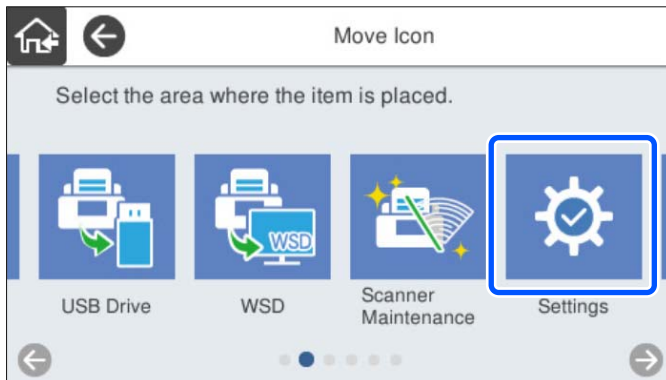 Move Icon
Select the area where the item is placed.
WSD
USB Drive
WSD
Scanner
Maintenance
Settings